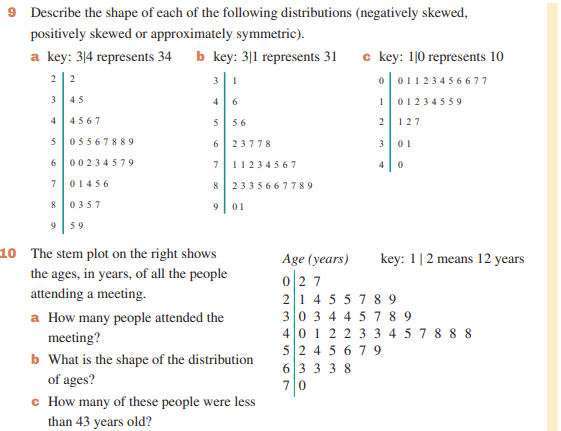 9 Describe the shape of each of the following distributions (negatively skewed,
positively skewed or approximately symmetric).
a key: 3|4 represents 34
2 | 2
3 | 4 5
4 | 4 5 6 7
5 | 0 5 5 6 7 8 8 9
6 | 0 0 2 3 4 5 7 9
7 | 0 1 4 5 6
8 | 0 3 5 7
9 | 5 9
b key: 3|1 represents 31
3 | 1
4 | 6
5 | 5 6
6 | 2 3 7 7 8
7 | 1 1 2 3 4 5 6 7
8 | 2 3 3 5 6 6 7 7 8 9
9 | 0 1
c key: 1|0 represents 10
0 | 0 1 1 2 3 4 5 6 6 7 7
1 | 0 1 2 3 4 5 5 9
2 | 1 2 7
3 | 0 1
4 | 0
10 The stem plot on the right shows
the ages, in years, of all the people
attending a meeting.
a How many people attended the
meeting?
b What is the shape of the distribution
of ages?
c How many of these people were less
than 43 years old?
Age (years) key: 1 | 2 means 12 years
0 | 2 7
2 | 1 4 5 5 7 8 9
3 | 0 3 4 4 5 7 8 9
4 | 0 1 2 2 3 3 4 5 7 8 8 8
5 | 2 4 5 6 7 9
6 | 3 3 3 8
7 | 0